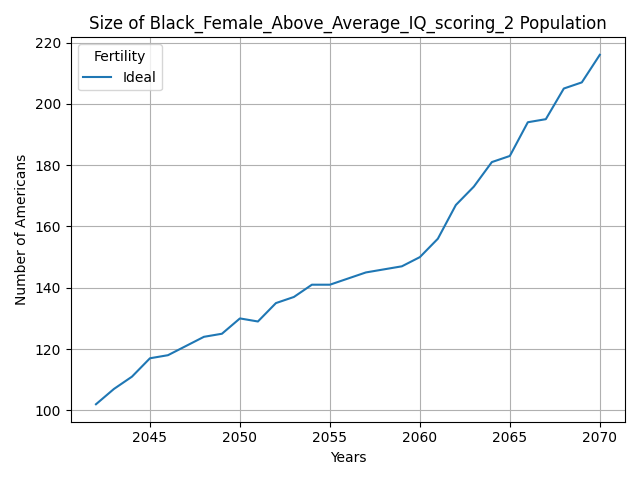 Size of Black_Female_Above_Average_IQ_scoring_2 Population
Fertility
Ideal
Number of Americans
220
200
180
160
140
120
100
2045 2050 2055 2060 2065 2070
Years